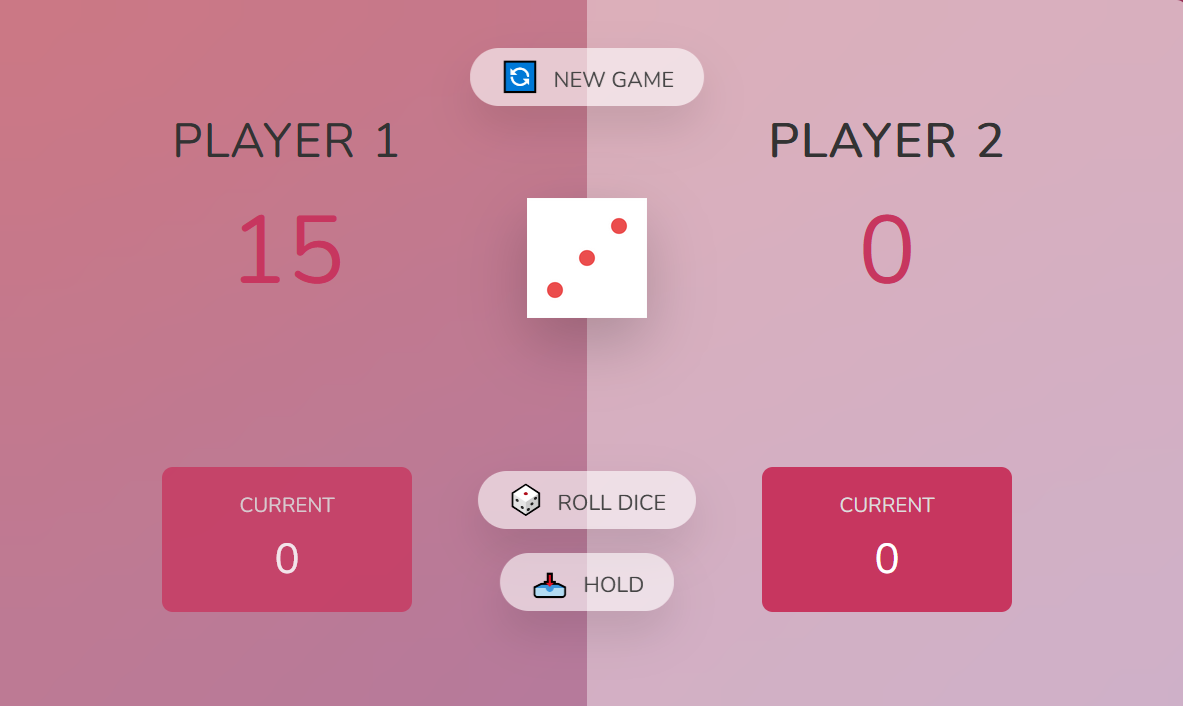 NEW GAME
PLAYER 1
15
CURRENT
0
PLAYER 2
0
CURRENT
0
ROLL DICE
HOLD